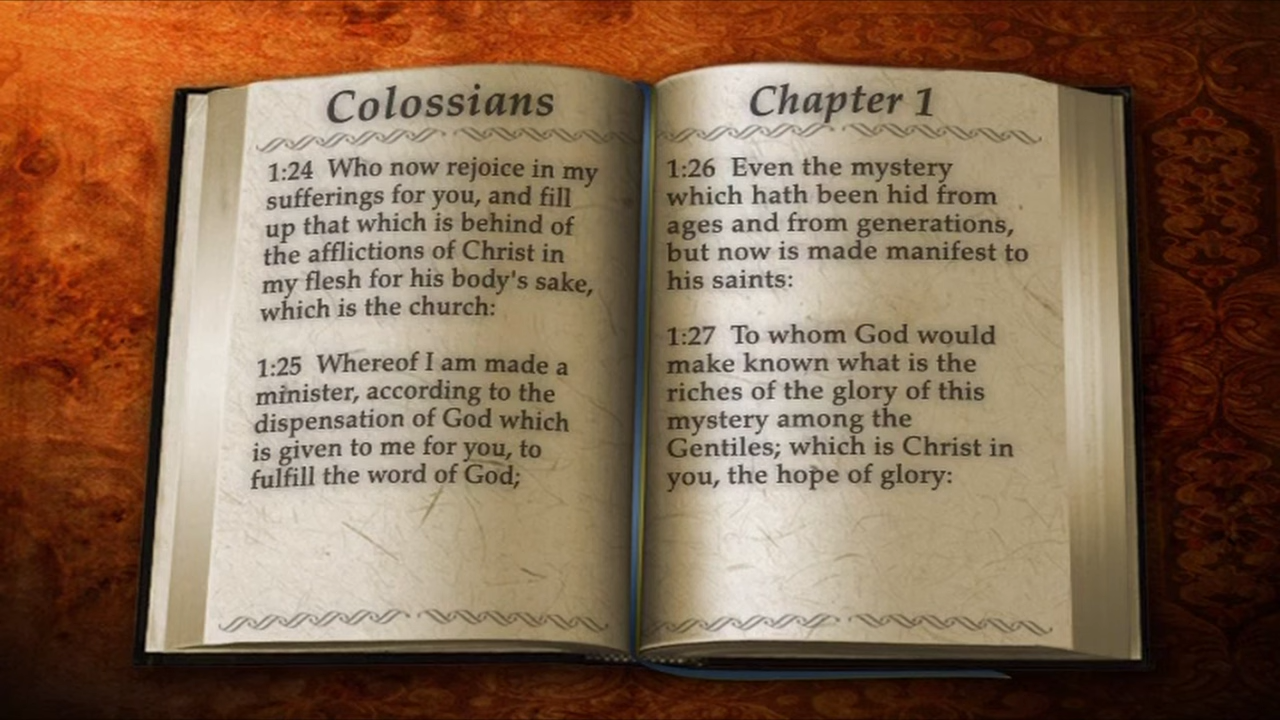 Colossians
1:24 Who now rejoice in my
sufferings for you, and fill
up that which is behind of
the afflictions of Christ in
my flesh for his body's sake,
which is the church:
1:25 Whereof I am made a
minister, according to the
dispensation of God which
is given to me for you, to
fulfill the word of God;
Chapter 1
1:26 Even the mystery
which hath been hid from
ages and from generations,
but now is made manifest to
his saints:
1:27 To whom God would
make known what is the
riches of the glory of this
mystery among the
Gentiles; which is Christ in
you, the hope of glory: